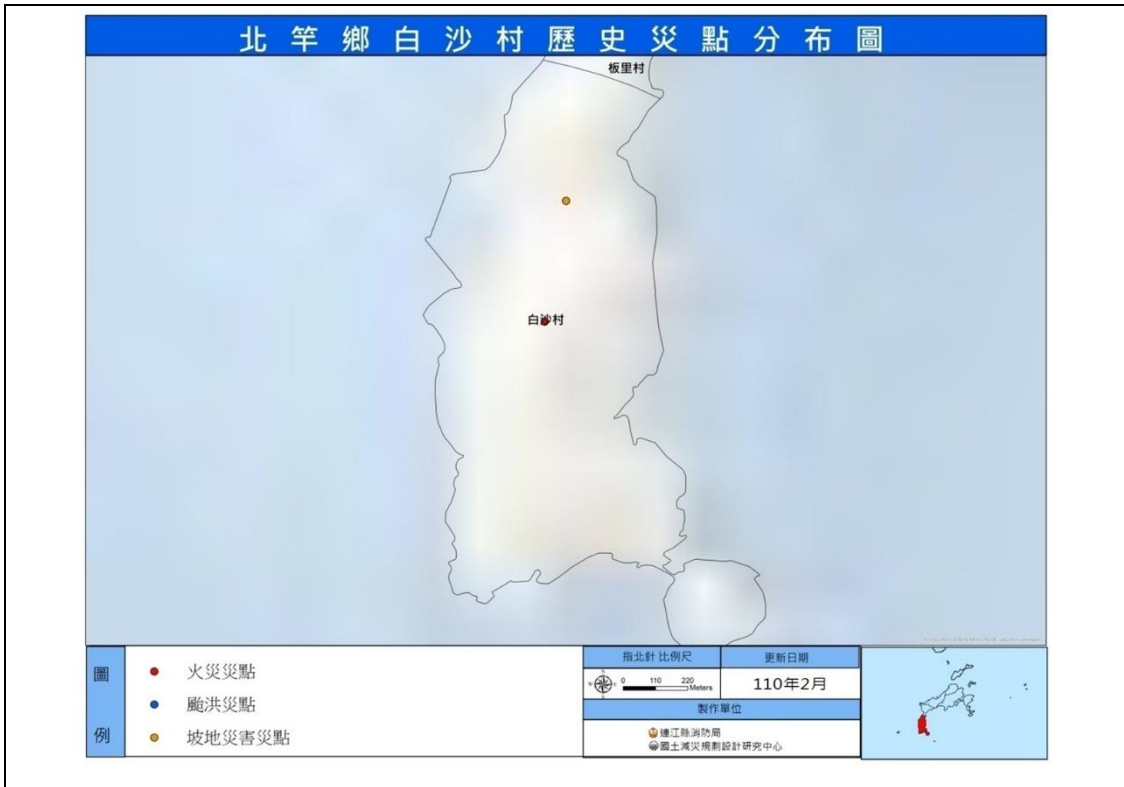 北竿鄉白沙村歷史災點分布圖
板里村
白沙村
圖例
火災災點
颱洪災點
坡地災害災點
指北針 比例尺
更新日期
0 110 220
Meters
110年2月
製作單位
連江縣消防局
國土減災規劃設計研究中心